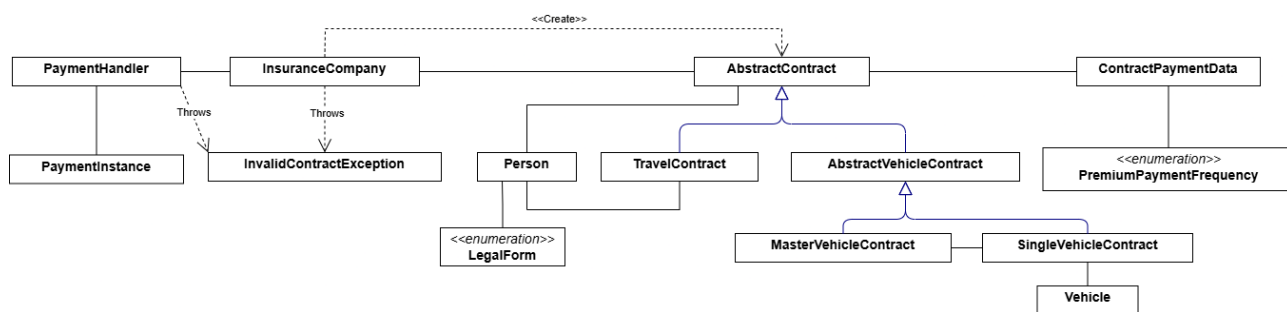 <<Create>>
PaymentHandler
InsuranceCompany
AbstractContract
ContractPaymentData
Throws
Throws
PaymentInstance
InvalidContractException
Person
TravelContract
AbstractVehicleContract
<<enumeration>>
PremiumPaymentFrequency
<<enumeration>>
LegalForm
MasterVehicleContract
SingleVehicleContract
Vehicle